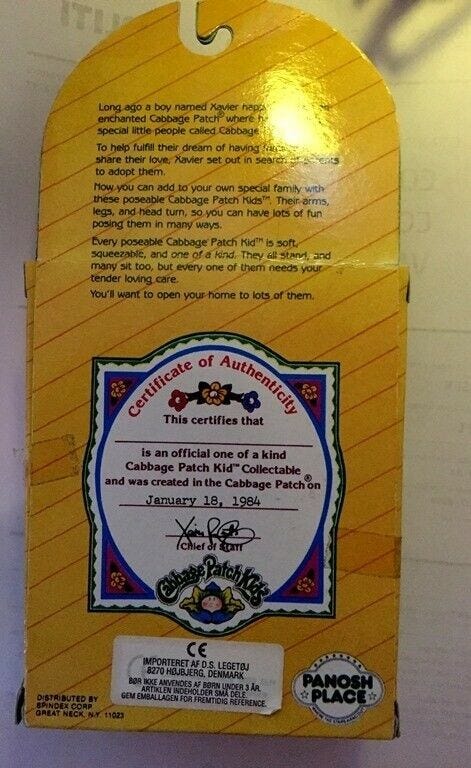 Long ago a boy named Xavier
enchanted Cabbage Patch® where
special little people called Cabbage
To help fulfill their dream of having
share their love, Xavier set out in search of parents
to adopt them.
Now you can add to your own special family with
these poseable Cabbage Patch Kids™. Their arms,
legs, and head turn, so you can have lots of fun
posing them in many ways.
Every poseable Cabbage Patch Kid™ is soft,
squeezable, and one of a kind. They all stand, and
many sit too, but every one of them needs your
tender loving care.
You'll want to open your home to lots of them.
Certificate of Authenticity
This certifies that
is an official one of a kind
Cabbage Patch Kid™ Collectable
and was created in the Cabbage Patch® on
January 18, 1984
Chief of Staff
Cabbage Patch Kids
CE
IMPORTERET AF D.S. LEGETØJ
8270 HØJBJERG, DENMARK
BØR IKKE ANVENDES AF BØRN UNDER 3 ÅR.
ARTIKLEN INDEHOLDER SMÅ DELE.
GEM EMBALLAGEN FOR FREMTIDIG REFERENCE.
DISTRIBUTED BY
SPINDEX CORP
GREAT NECK, N.Y. 11023
PANOSH
PLACE